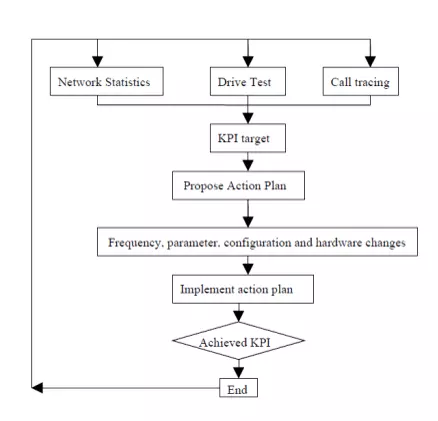 Network Statistics
Drive Test
Call tracing
KPI target
Propose Action Plan
Frequency, parameter, configuration and hardware changes
Implement action plan
Achieved KPI
End